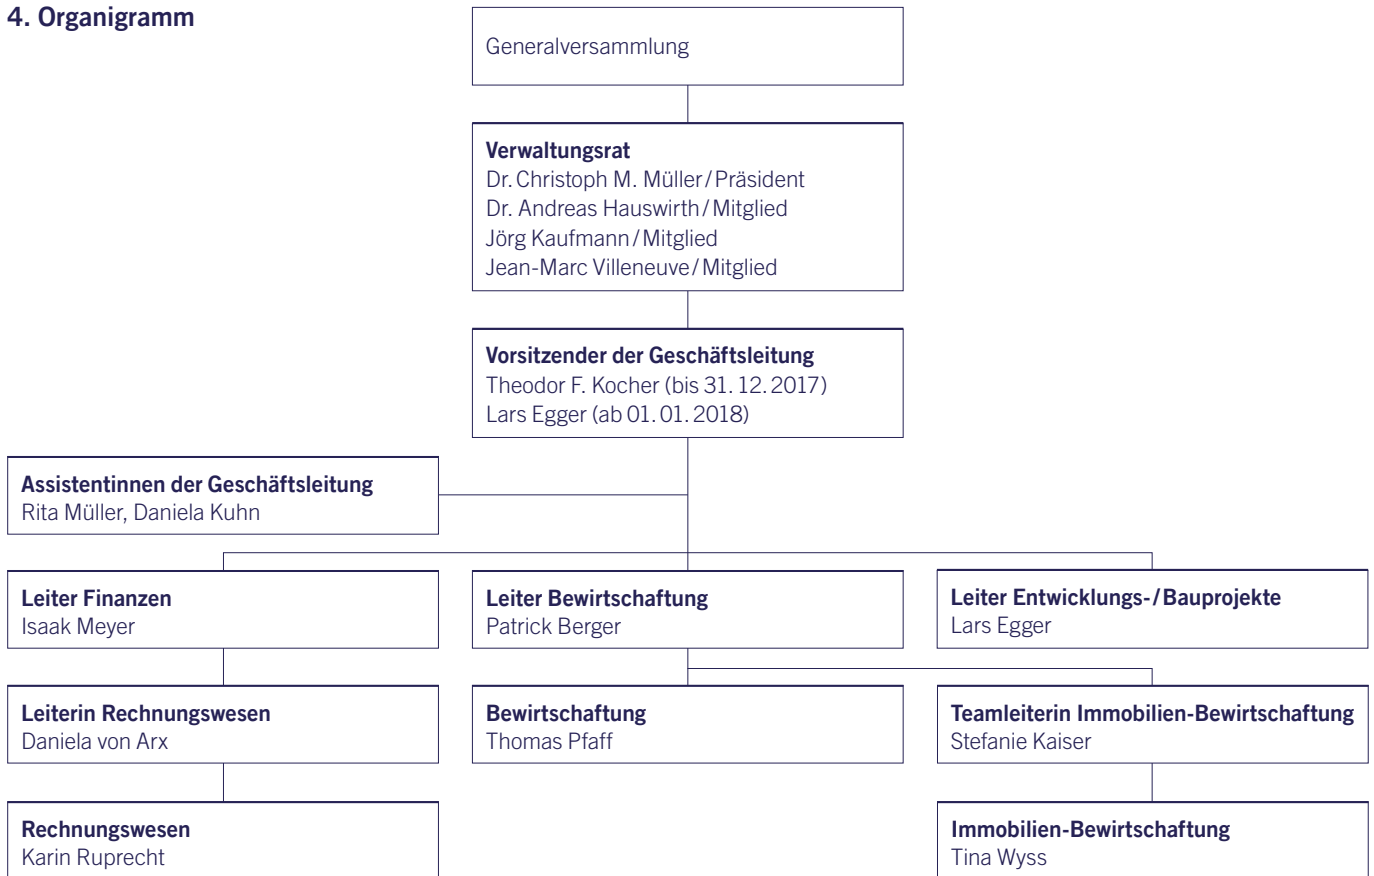 4. Organigramm
Generalversammlung
Verwaltungsrat
Dr. Christoph M. Müller/Präsident
Dr. Andreas Hauswirth/Mitglied
Jörg Kaufmann/Mitglied
Jean-Marc Villeneuve/Mitglied
Vorsitzender der Geschäftsleitung
Theodor F. Kocher (bis 31. 12. 2017)
Lars Egger (ab 01. 01. 2018)
Assistentinnen der Geschäftsleitung
Rita Müller, Daniela Kuhn
Leiter Finanzen
Isaak Meyer
Leiter Bewirtschaftung
Patrick Berger
Leiter Entwicklungs-/Bauprojekte
Lars Egger
Leiterin Rechnungswesen
Daniela von Arx
Bewirtschaftung
Thomas Pfaff
Teamleiterin Immobilien-Bewirtschaftung
Stefanie Kaiser
Rechnungswesen
Karin Ruprecht
Immobilien-Bewirtschaftung
Tina Wyss